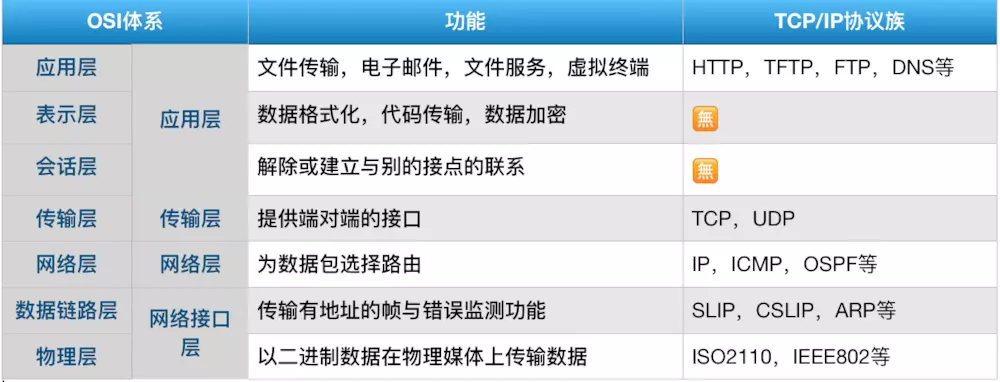 OSI体系 功能 TCP/IP协议族
应用层 文件传输，电子邮件，文件服务，虚拟终端 HTTP，TFTP，FTP，DNS等
表示层 应用层 数据格式化，代码传输，数据加密 無
会话层 解除或建立与别的接点的联系 無
传输层 传输层 提供端对端的接口 TCP，UDP
网络层 网络层 为数据包选择路由 IP，ICMP，OSPF等
数据链路层 网络接口层 传输有地址的帧与错误监测功能 SLIP，CSLIP，ARP等
物理层 以二进制数据在物理媒体上传输数据 ISO2110，IEEE802等